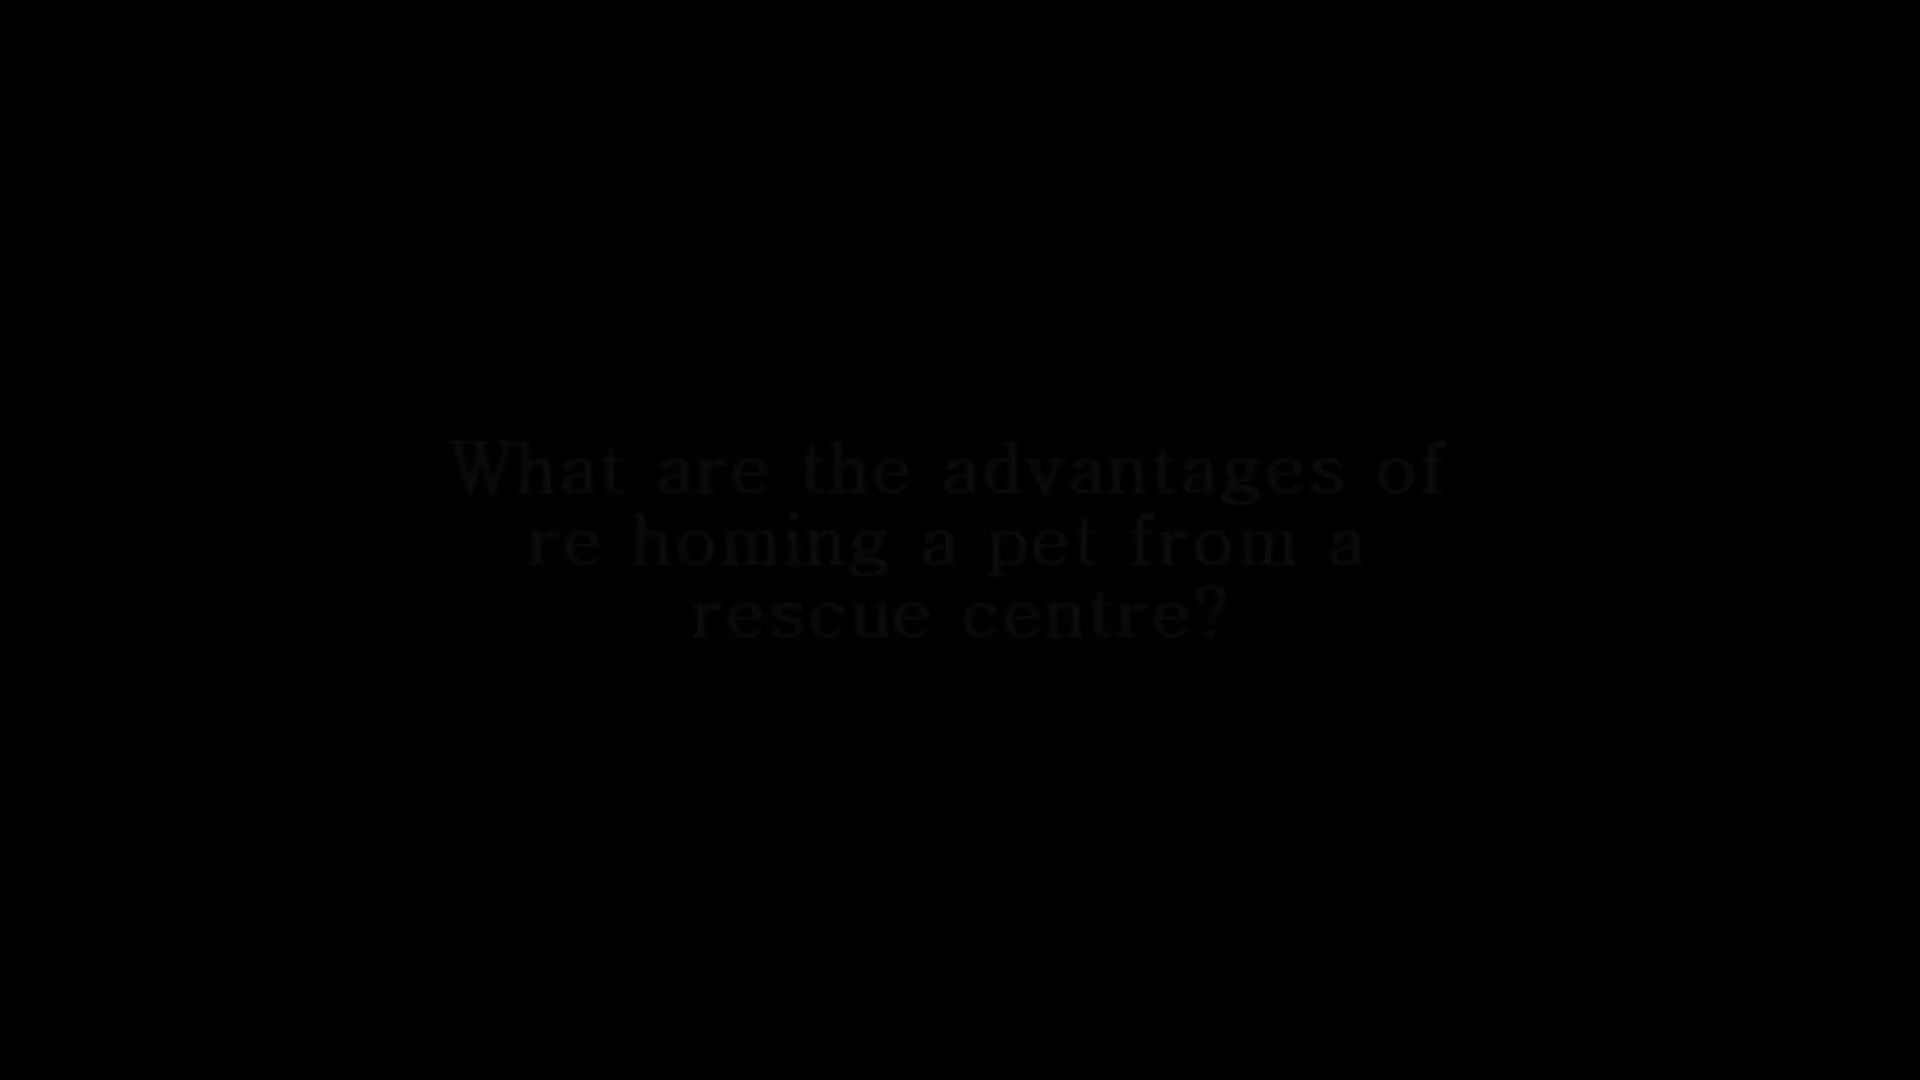 What are the advantages of
re homing a pet from a
rescue centre?